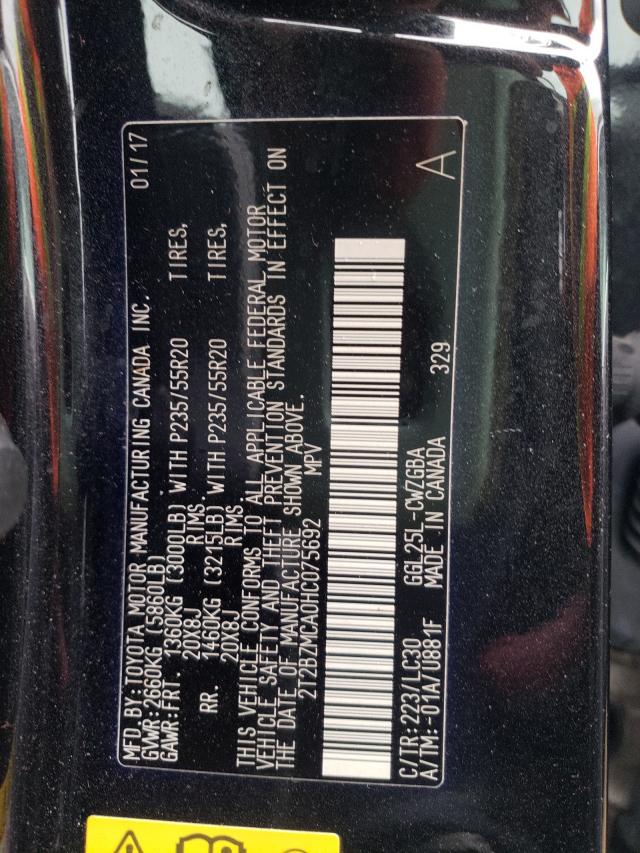 MFD. BY: TOYOTA MOTOR MANUFACTURING CANADA INC. 01/17
GVWR: 2660KG (5860LB)
GAWR: FRT. 1360KG (3000LB) WITH P235/55R20 TIRES,
20X8J RIMS.
RR. 1460KG (3215LB) WITH P235/55R20 TIRES,
20X8J RIMS
THIS VEHICLE CONFORMS TO ALL APPLICABLE FEDERAL MOTOR
VEHICLE SAFETY AND THEFT PREVENTION STANDARDS IN EFFECT ON
THE DATE OF MANUFACTURE SHOWN ABOVE.
2T2BZMCA0HC075692 MPV
C/TR: 223/LC30 GGL25L-CWZGBA
A/TM: -01A/U881F MADE IN CANADA 329
A